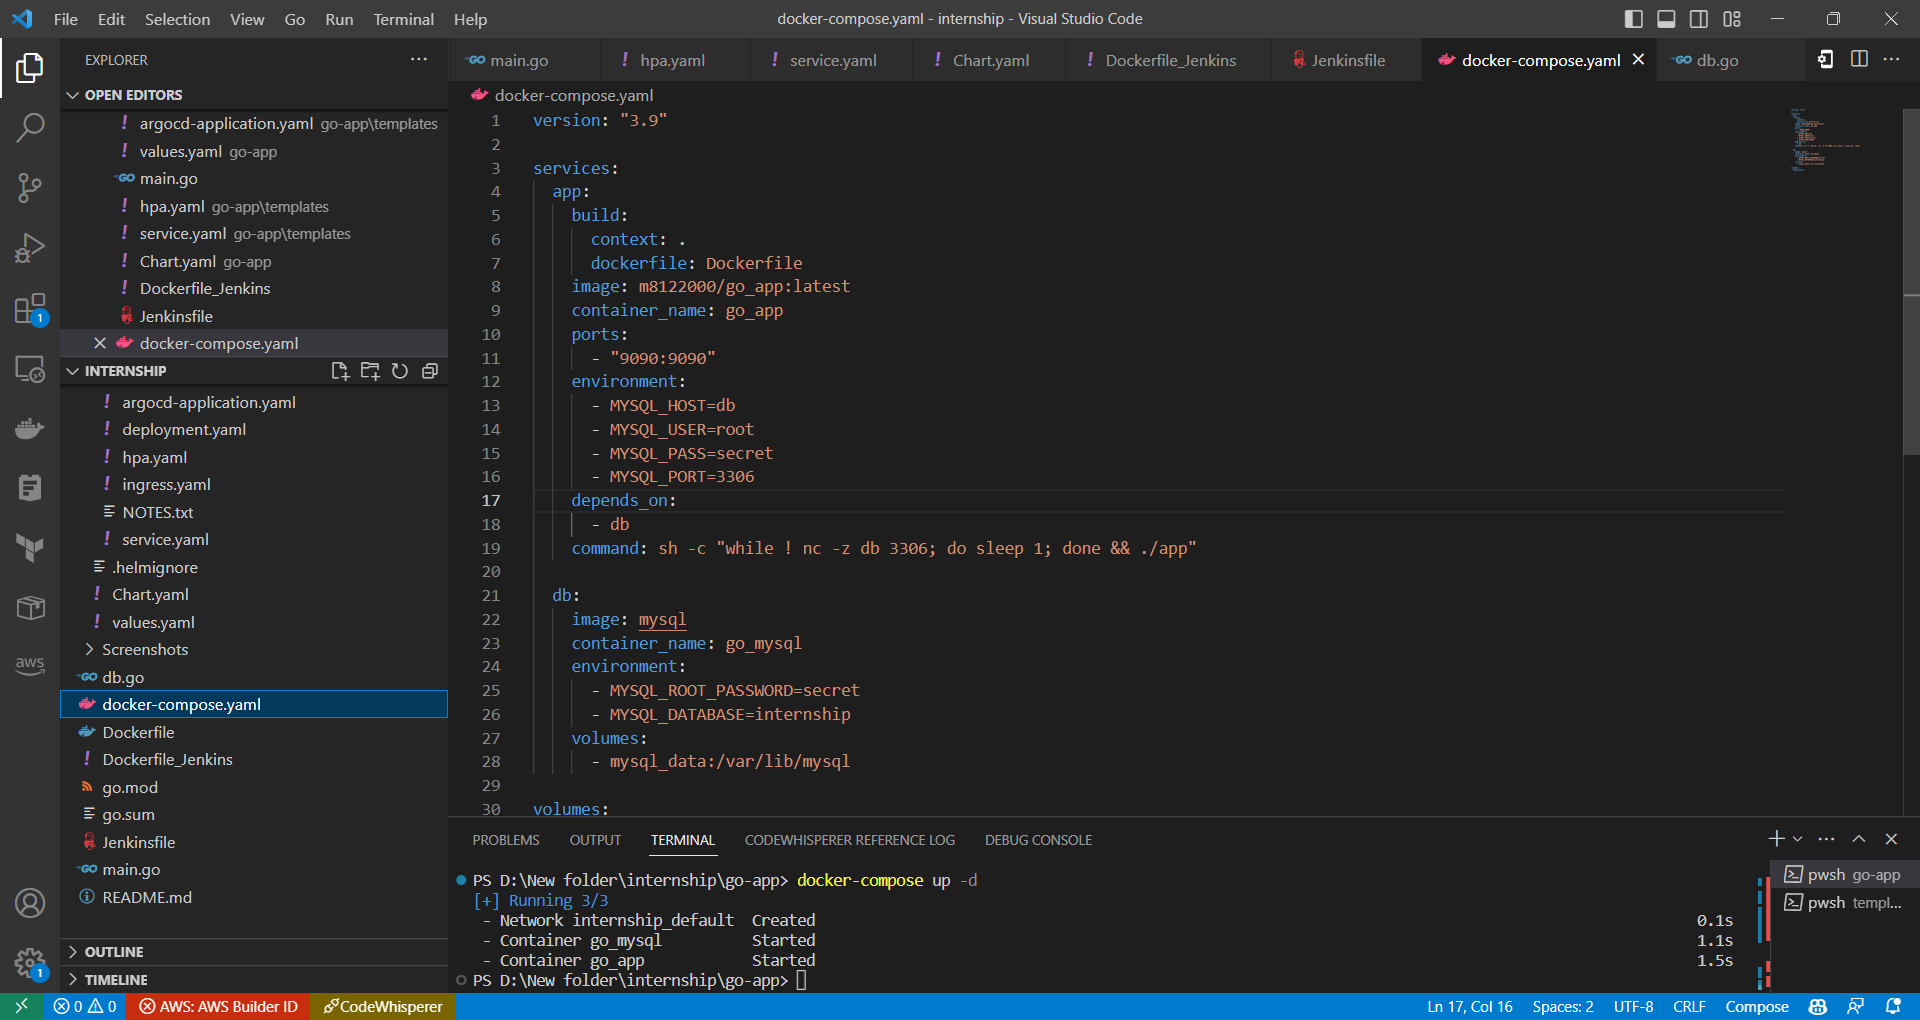 File Edit Selection View Go Run Terminal Help
docker-compose.yaml - internship - Visual Studio Code
EXPLORER
OPEN EDITORS
argocd-application.yaml go-app\templates
values.yaml go-app
main.go
hpa.yaml go-app\templates
service.yaml go-app\templates
Chart.yaml go-app
Dockerfile_Jenkins
Jenkinsfile
docker-compose.yaml
INTERNSHIP
argocd-application.yaml
deployment.yaml
hpa.yaml
ingress.yaml
NOTES.txt
service.yaml
.helmignore
Chart.yaml
values.yaml
Screenshots
db.go
docker-compose.yaml
Dockerfile
Dockerfile_Jenkins
go.mod
go.sum
Jenkinsfile
main.go
README.md
OUTLINE
TIMELINE
1
aws
1
main.go hpa.yaml service.yaml Chart.yaml Dockerfile_Jenkins Jenkinsfile docker-compose.yaml db.go
docker-compose.yaml
1 version: "3.9"
2
3 services:
4 app:
5 build:
6 context: .
7 dockerfile: Dockerfile
8 image: m8122000/go_app:latest
9 container_name: go_app
10 ports:
11 - "9090:9090"
12 environment:
13 - MYSQL_HOST=db
14 - MYSQL_USER=root
15 - MYSQL_PASS=secret
16 - MYSQL_PORT=3306
17 depends_on:
18 - db
19 command: sh -c "while ! nc -z db 3306; do sleep 1; done && ./app"
20
21 db:
22 image: mysql
23 container_name: go_mysql
24 environment:
25 - MYSQL_ROOT_PASSWORD=secret
26 - MYSQL_DATABASE=internship
27 volumes:
28 - mysql_data:/var/lib/mysql
29
30 volumes:
PROBLEMS OUTPUT TERMINAL CODEWHISPERER REFERENCE LOG DEBUG CONSOLE
PS D:\New folder\internship\go-app> docker-compose up -d
[+] Running 3/3
- Network internship_default Created 0.1s
- Container go_mysql Started 1.1s
- Container go_app Started 1.5s
PS D:\New folder\internship\go-app>
pwsh go-app
pwsh templ...
0 0 AWS: AWS Builder ID CodeWhisperer Ln 17, Col 16 Spaces: 2 UTF-8 CRLF Compose